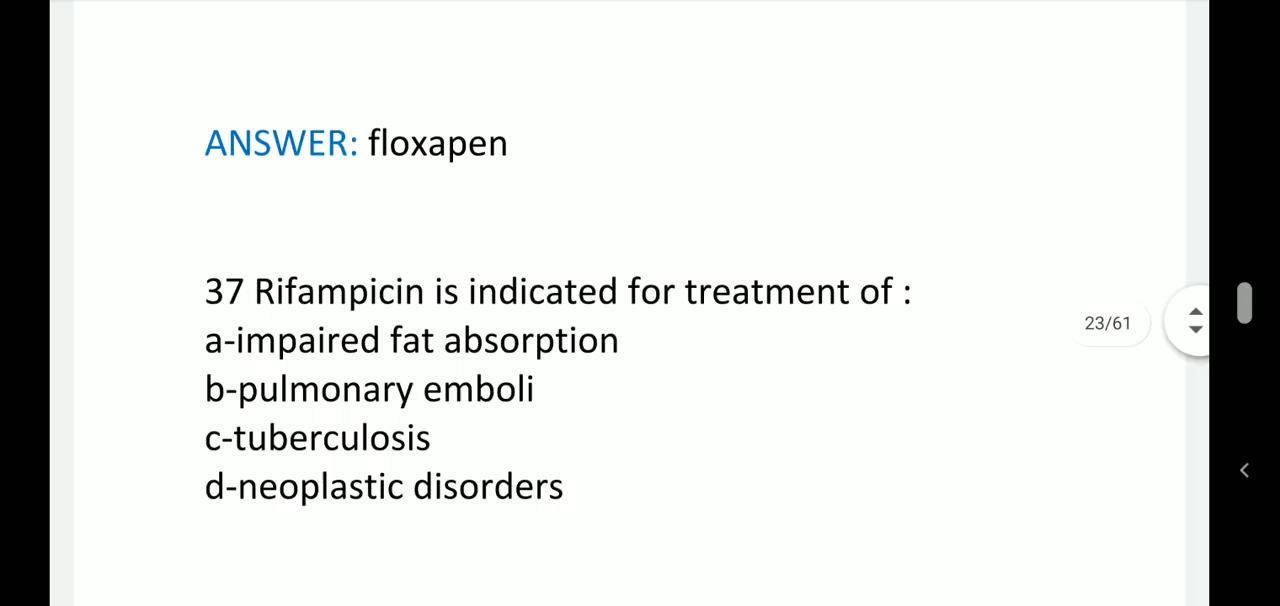 ANSWER: floxapen
37 Rifampicin is indicated for treatment of :
a-impaired fat absorption
23/61
b-pulmonary emboli
c-tuberculosis
d-neoplastic disorders